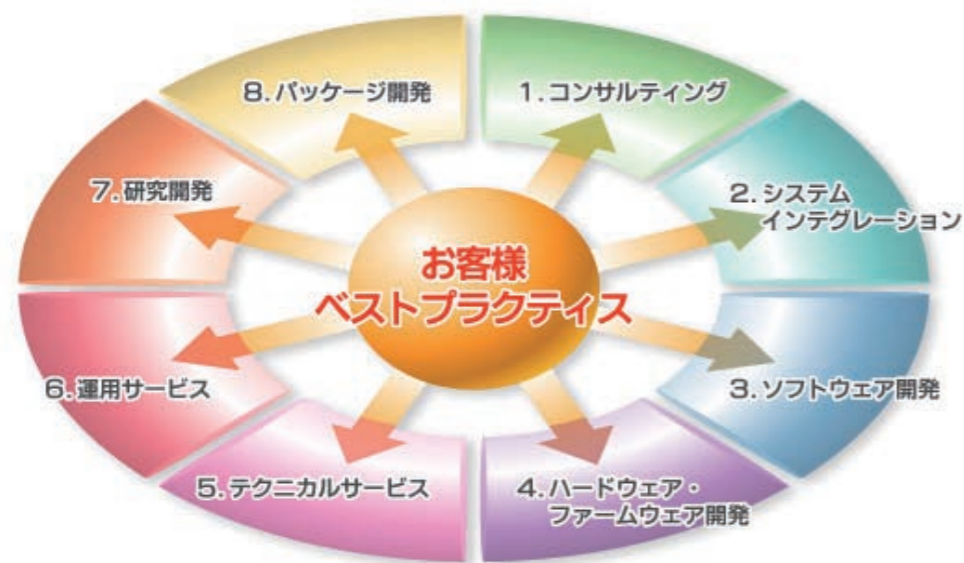 8.パッケージ開発
1.コンサルティング
7.研究開発
2.システム
インテグレーション
お客様
ベストプラクティス
6.運用サービス
3.ソフトウェア開発
5.テクニカルサービス
4.ハードウェア・
ファームウェア開発